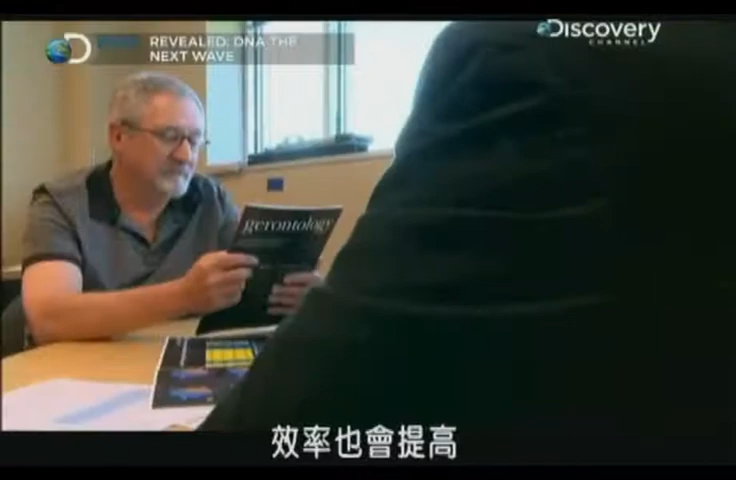 REVEALED: DNA THE
NEXT WAVE
Discovery
CHANNEL
gerontology
效率也會提高